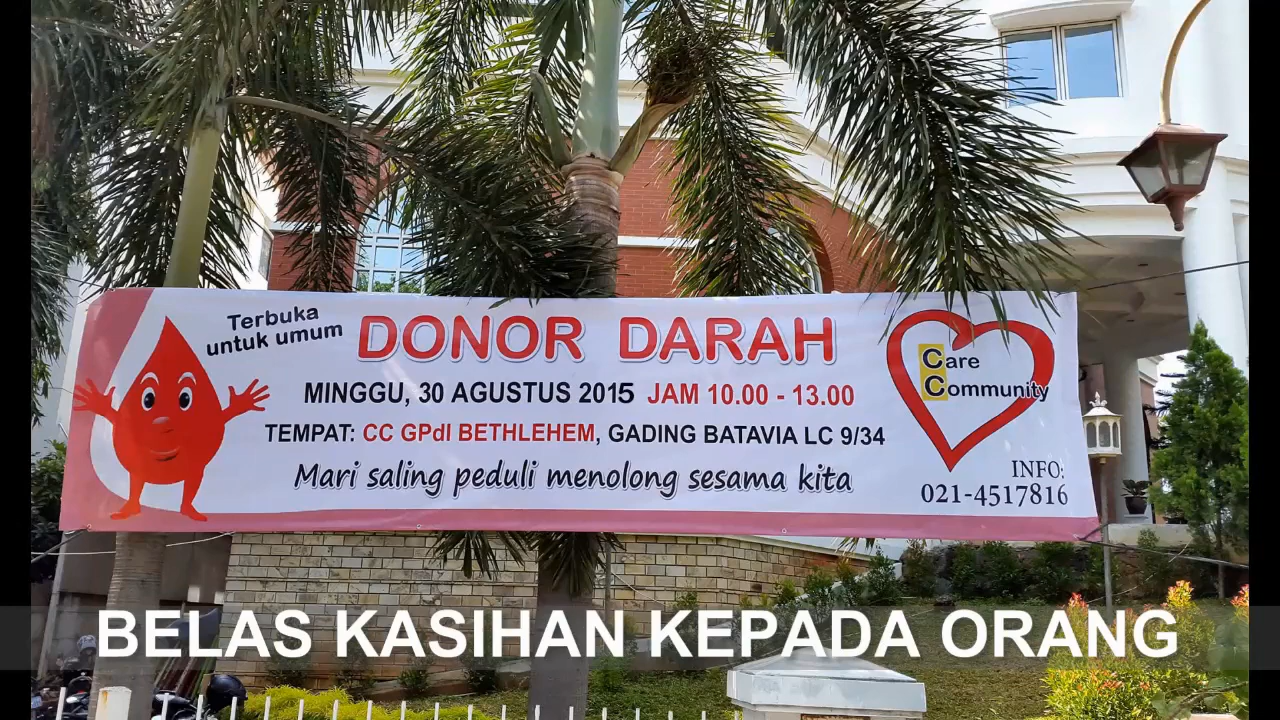 Terbuka
untuk umum
DONOR DARAH
MINGGU, 30 AGUSTUS 2015 JAM 10.00 - 13.00
TEMPAT: CC GPdI BETHLEHEM, GADING BATAVIA LC 9/34
Mari saling peduli menolong sesama kita
Care
Community
INFO:
021-4517816
BELAS KASIHAN KEPADA ORANG